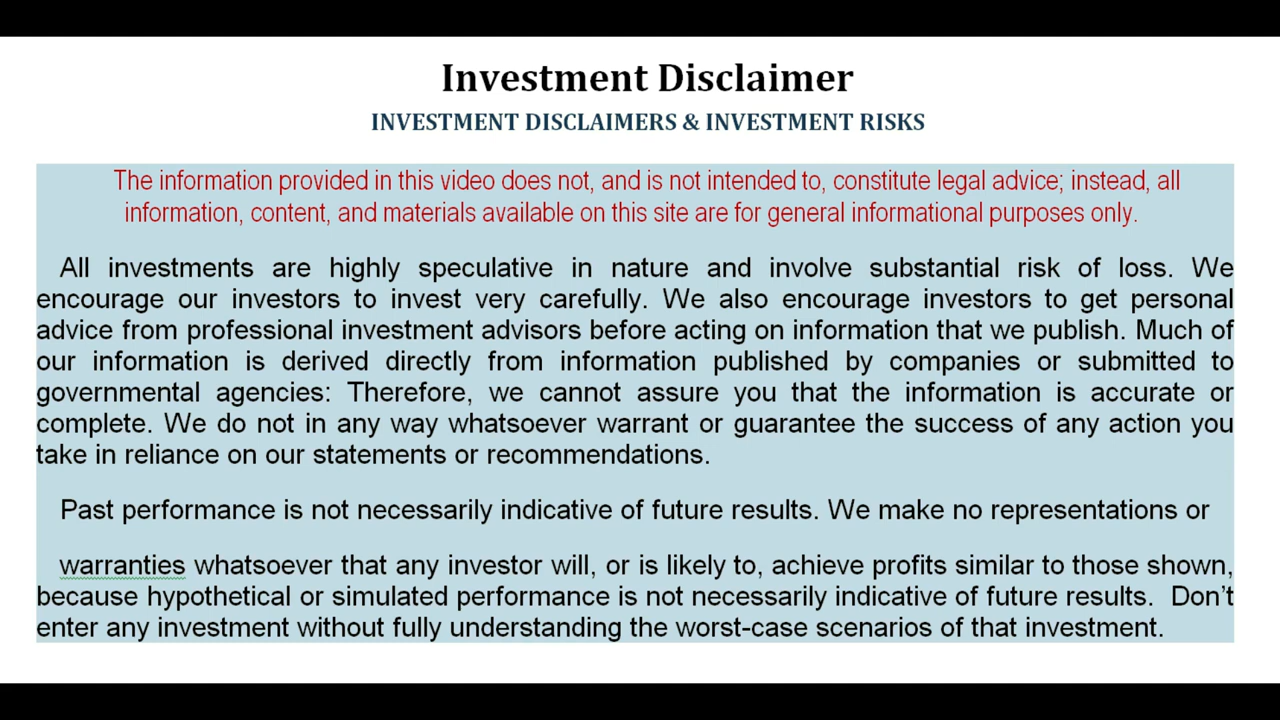 Investment Disclaimer
INVESTMENT DISCLAIMERS & INVESTMENT RISKS
The information provided in this video does not, and is not intended to, constitute legal advice; instead, all
information, content, and materials available on this site are for general informational purposes only.
All investments are highly speculative in nature and involve substantial risk of loss. We
encourage our investors to invest very carefully. We also encourage investors to get personal
advice from professional investment advisors before acting on information that we publish. Much of
our information is derived directly from information published by companies or submitted to
governmental agencies: Therefore, we cannot assure you that the information is accurate or
complete. We do not in any way whatsoever warrant or guarantee the success of any action you
take in reliance on our statements or recommendations.
Past performance is not necessarily indicative of future results. We make no representations or
warranties whatsoever that any investor will, or is likely to, achieve profits similar to those shown,
because hypothetical or simulated performance is not necessarily indicative of future results.  Don’t
enter any investment without fully understanding the worst-case scenarios of that investment.